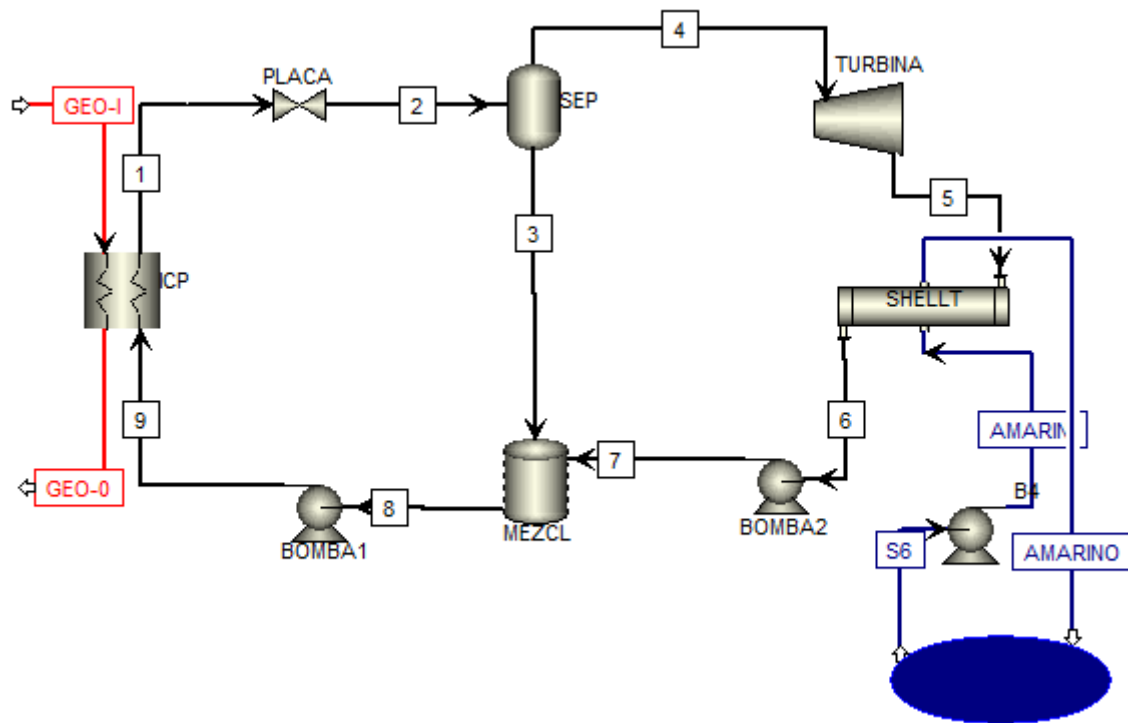 4
TURBINA
PLACA
GEO-I
2
SEP
1
5
3
ICP
SHELLT
9
6
AMARIN
7
GEO-0
8
B4
BOMBA1
MEZCL
BOMBA2
S6
AMARINO